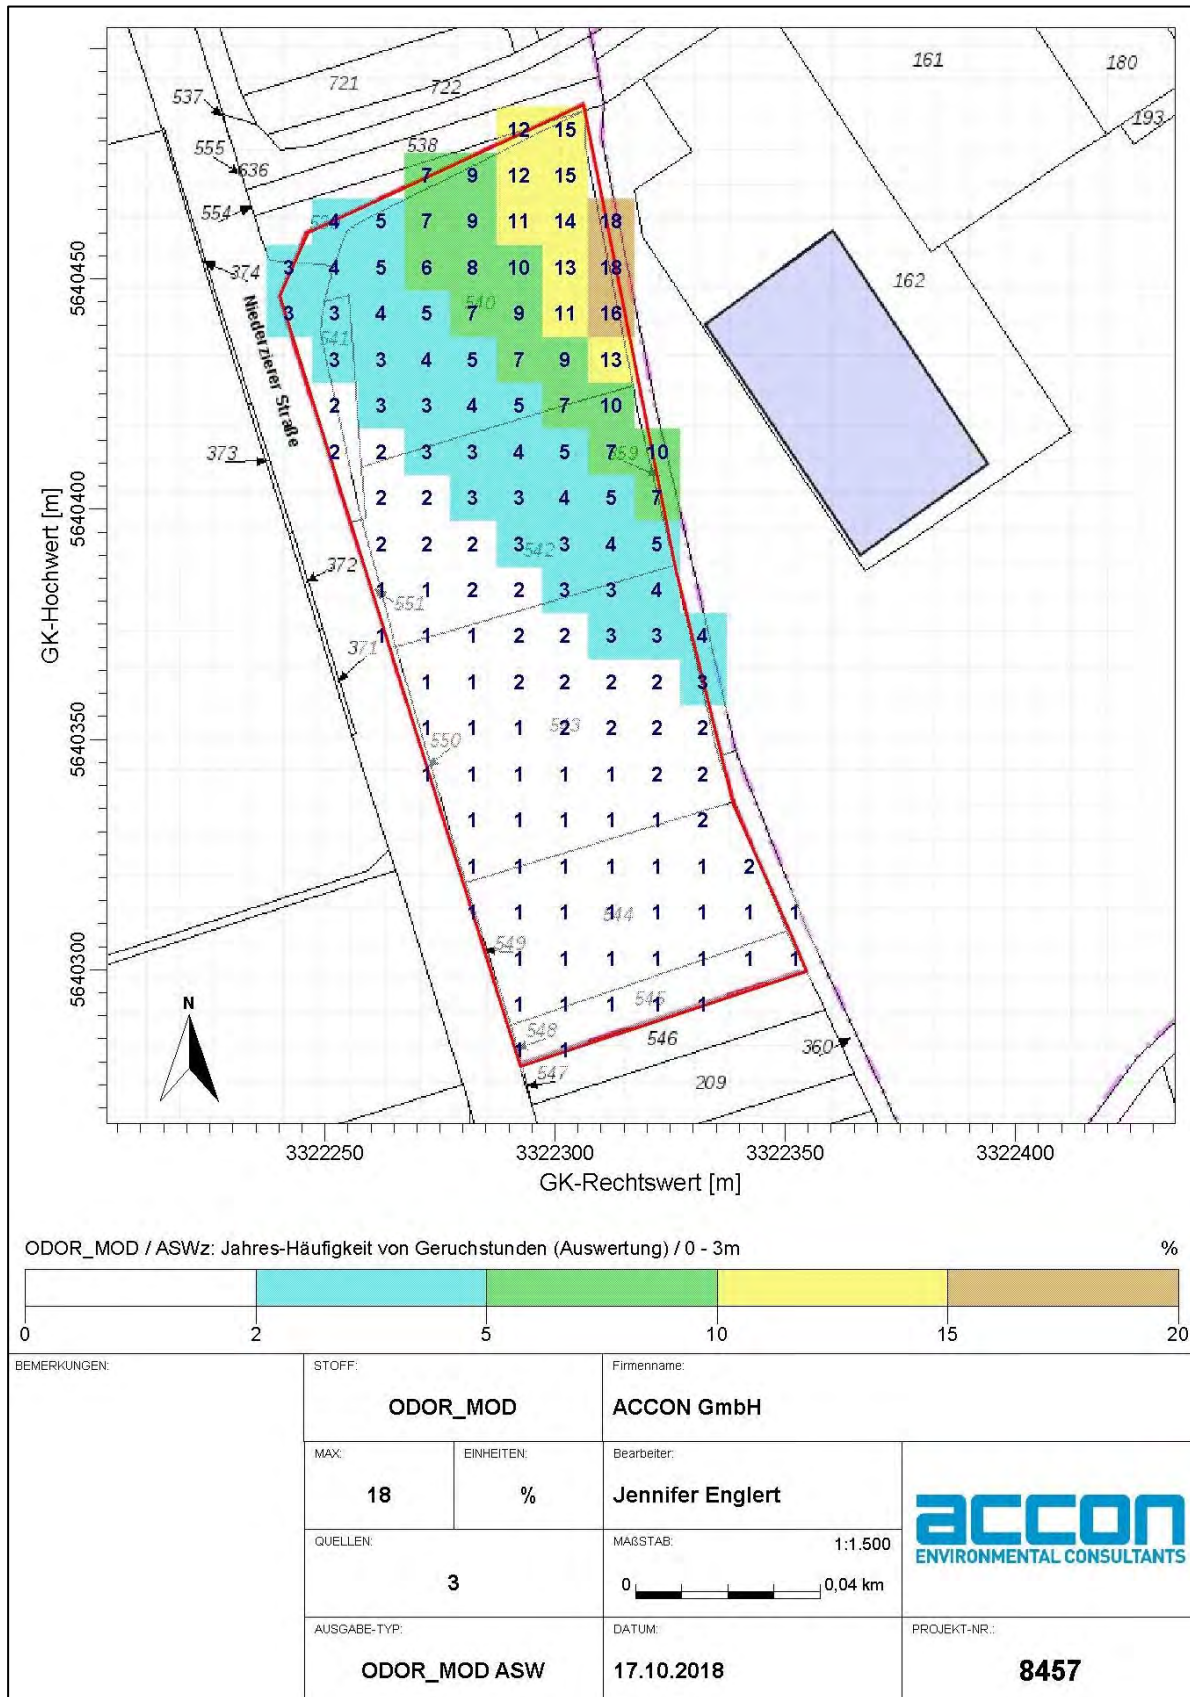 161
180
721
722
537
193
12 15
538
555
636
7 9 12 15
554
4 5 7 9 11 14 18
162
374
3 4 5 6 8 10 13 18
540
3 3 4 5 7 9 11 16
541
Niederzierer Straße
3 3 4 5 7 9 13
2 3 3 4 5 7 10
373
2 2 3 3 4 5 7 10
359
2 2 3 3 4 5 7
2 2 2 3 3 4 5
542
372
1 1 2 2 3 3 4
551
1 1 1 2 2 3 3 4
371
1 1 2 2 2 2 3
1 1 1 2 2 2 2
543
550
1 1 1 1 1 2 2
1 1 1 1 1 2
1 1 1 1 1 1 2
1 1 1 1 1 1 1 1
544
549
1 1 1 1 1 1 1
1 1 1 1 1
545
548
1 1
546
360
547
209
N
GK-Hochwert [m]
5640450
5640400
5640350
5640300
3322250 3322300 3322350 3322400
GK-Rechtswert [m]
ODOR_MOD / ASWz: Jahres-Häufigkeit von Geruchstunden (Auswertung) / 0 - 3m %
0 2 5 10 15 20
BEMERKUNGEN:
STOFF:
ODOR_MOD
Firmenname:
ACCON GmbH
MAX:
18
EINHEITEN:
%
Bearbeiter:
Jennifer Englert
QUELLEN:
3
MAßSTAB: 1:1.500
0 0,04 km
accon
ENVIRONMENTAL CONSULTANTS
AUSGABE-TYP:
ODOR_MOD ASW
DATUM:
17.10.2018
PROJEKT-NR.:
8457